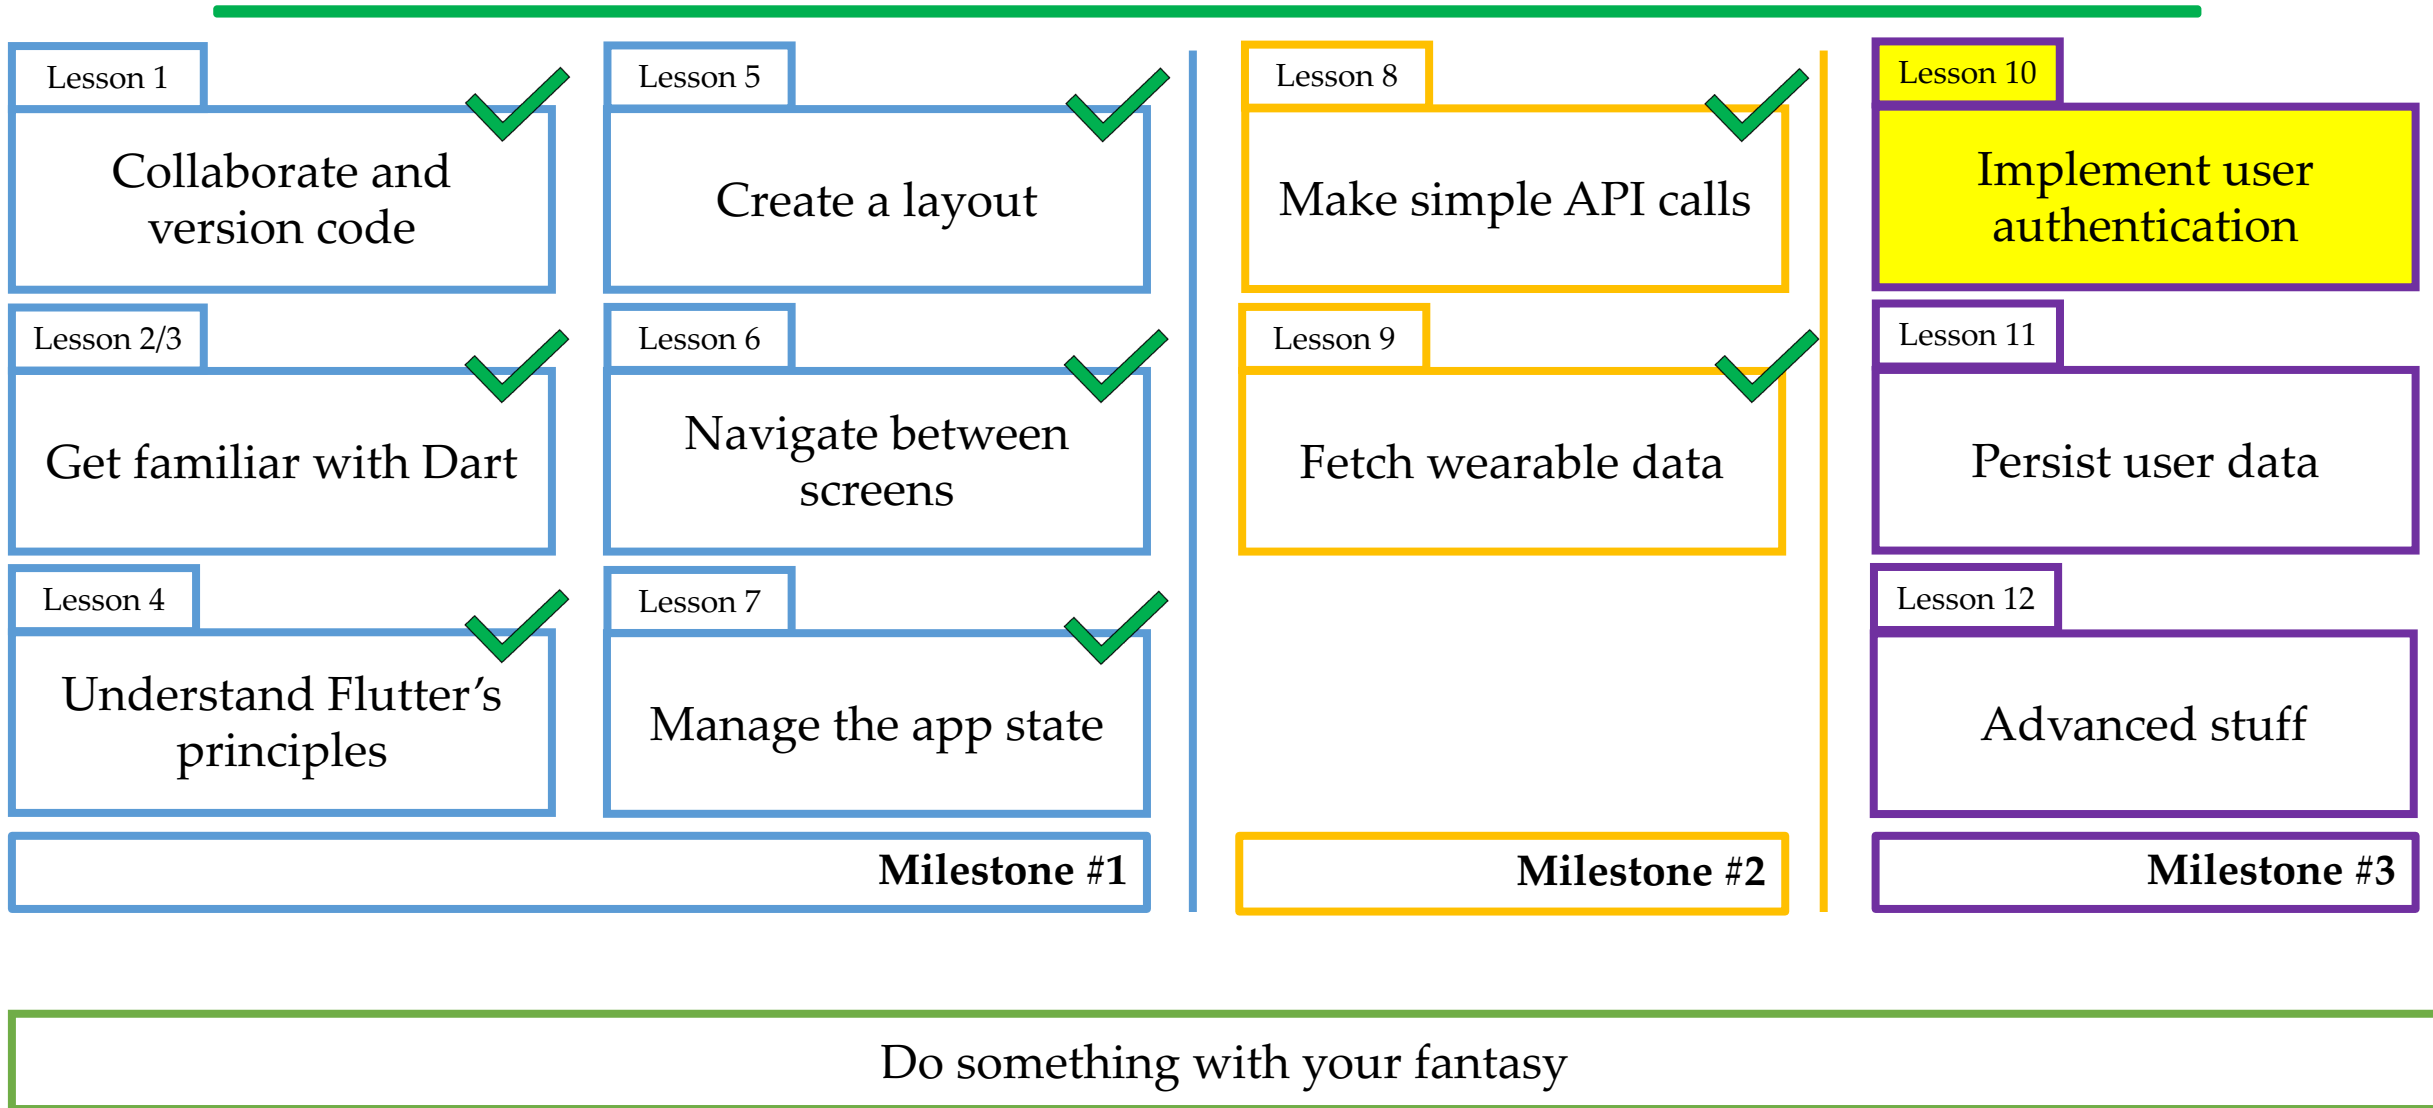 Lesson 1
Collaborate and
version code
Lesson 2/3
Get familiar with Dart
Lesson 4
Understand Flutter’s
principles
Lesson 5
Create a layout
Lesson 6
Navigate between
screens
Lesson 7
Manage the app state
Milestone #1
Lesson 8
Make simple API calls
Lesson 9
Fetch wearable data
Milestone #2
Lesson 10
Implement user
authentication
Lesson 11
Persist user data
Lesson 12
Advanced stuff
Milestone #3
Do something with your fantasy